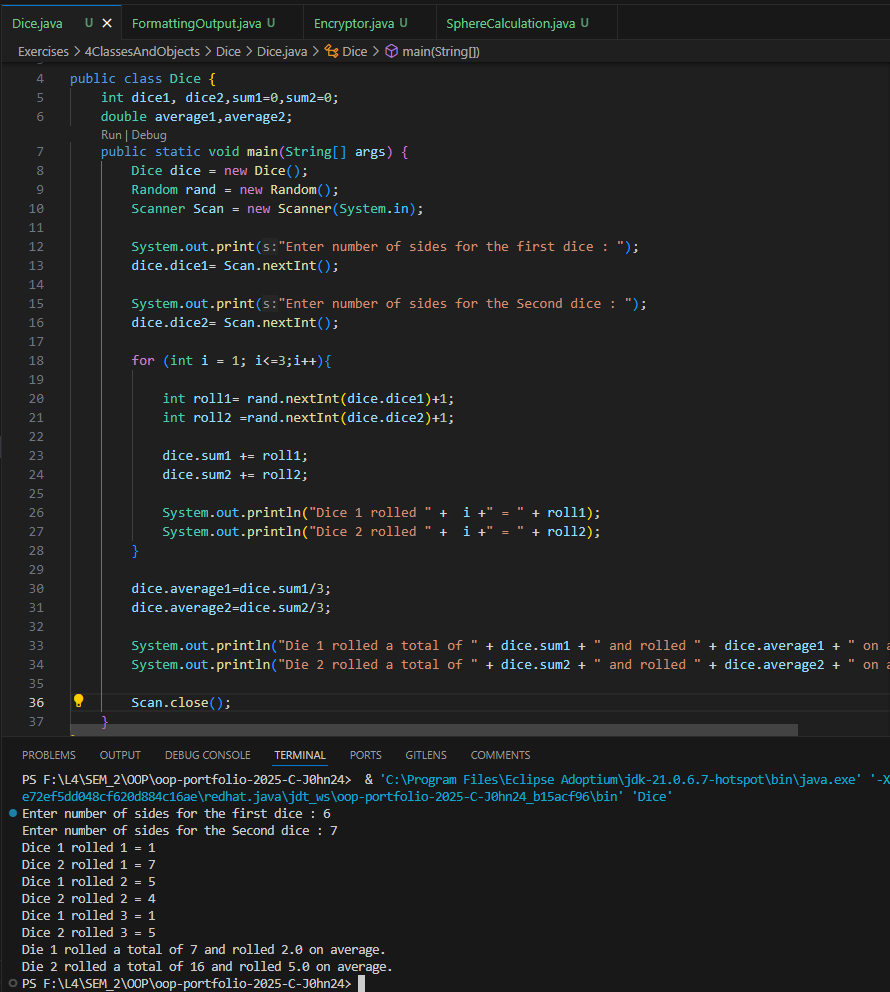 Dice.java U × FormattingOutput.java U Encryptor.java U SphereCalculation.java U
Exercises > 4ClassesAndObjects > Dice > Dice.java > Dice > main(String[])
4 public class Dice {
5 int dice1, dice2,sum1=0,sum2=0;
6 double average1,average2;
Run | Debug
7 public static void main(String[] args) {
8 Dice dice = new Dice();
9 Random rand = new Random();
10 Scanner Scan = new Scanner(System.in);
11
12 System.out.print(s:"Enter number of sides for the first dice : ");
13 dice.dice1= Scan.nextInt();
14
15 System.out.print(s:"Enter number of sides for the Second dice : ");
16 dice.dice2= Scan.nextInt();
17
18 for (int i = 1; i<=3;i++){
19
20 int roll1= rand.nextInt(dice.dice1)+1;
21 int roll2 =rand.nextInt(dice.dice2)+1;
22
23 dice.sum1 += roll1;
24 dice.sum2 += roll2;
25
26 System.out.println("Dice 1 rolled " +  i +" = " + roll1);
27 System.out.println("Dice 2 rolled " +  i +" = " + roll2);
28 }
29
30 dice.average1=dice.sum1/3;
31 dice.average2=dice.sum2/3;
32
33 System.out.println("Die 1 rolled a total of " + dice.sum1 + " and rolled " + dice.average1 + " on a
34 System.out.println("Die 2 rolled a total of " + dice.sum2 + " and rolled " + dice.average2 + " on a
35
36 Scan.close();
37 }
PROBLEMS OUTPUT DEBUG CONSOLE TERMINAL PORTS GITLENS COMMENTS
PS F:\L4\SEM_2\OOP\oop-portfolio-2025-C-J0hn24>  & 'C:\Program Files\Eclipse Adoptium\jdk-21.0.6.7-hotspot\bin\java.exe' '-X
e72ef5dd048cf620d884c16ae\redhat.java\jdt_ws\oop-portfolio-2025-C-J0hn24_b15acf96\bin' 'Dice'
Enter number of sides for the first dice : 6
Enter number of sides for the Second dice : 7
Dice 1 rolled 1 = 1
Dice 2 rolled 1 = 7
Dice 1 rolled 2 = 5
Dice 2 rolled 2 = 4
Dice 1 rolled 3 = 1
Dice 2 rolled 3 = 5
Die 1 rolled a total of 7 and rolled 2.0 on average.
Die 2 rolled a total of 16 and rolled 5.0 on average.
PS F:\L4\SEM_2\OOP\oop-portfolio-2025-C-J0hn24>